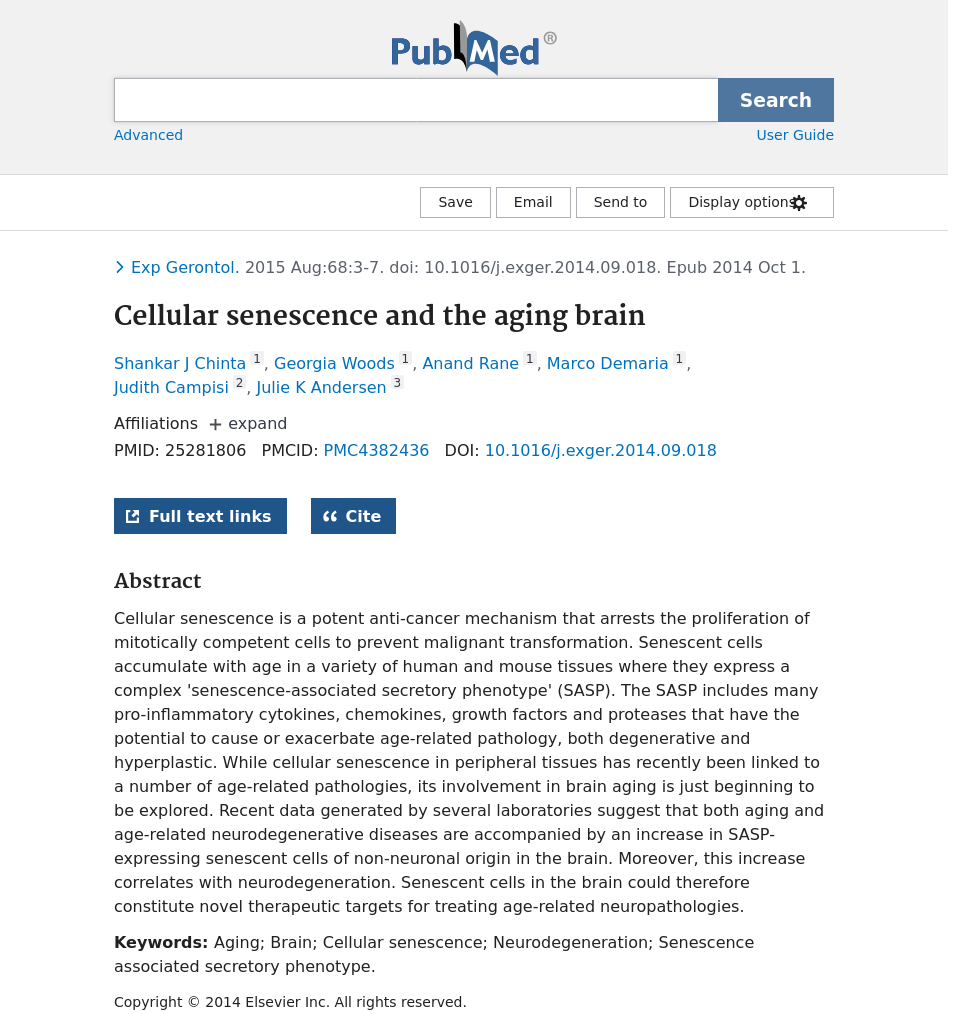 PubMed®
Search
Advanced
User Guide
Save
Email
Send to
Display options
Exp Gerontol. 2015 Aug:68:3-7. doi: 10.1016/j.exger.2014.09.018. Epub 2014 Oct 1.
Cellular senescence and the aging brain
Shankar J Chinta 1, Georgia Woods 1, Anand Rane 1, Marco Demaria 1,
Judith Campisi 2, Julie K Andersen 3
Affiliations + expand
PMID: 25281806 PMCID: PMC4382436 DOI: 10.1016/j.exger.2014.09.018
Full text links
Cite
Abstract
Cellular senescence is a potent anti-cancer mechanism that arrests the proliferation of
mitotically competent cells to prevent malignant transformation. Senescent cells
accumulate with age in a variety of human and mouse tissues where they express a
complex 'senescence-associated secretory phenotype' (SASP). The SASP includes many
pro-inflammatory cytokines, chemokines, growth factors and proteases that have the
potential to cause or exacerbate age-related pathology, both degenerative and
hyperplastic. While cellular senescence in peripheral tissues has recently been linked to
a number of age-related pathologies, its involvement in brain aging is just beginning to
be explored. Recent data generated by several laboratories suggest that both aging and
age-related neurodegenerative diseases are accompanied by an increase in SASP-
expressing senescent cells of non-neuronal origin in the brain. Moreover, this increase
correlates with neurodegeneration. Senescent cells in the brain could therefore
constitute novel therapeutic targets for treating age-related neuropathologies.
Keywords: Aging; Brain; Cellular senescence; Neurodegeneration; Senescence
associated secretory phenotype.
Copyright © 2014 Elsevier Inc. All rights reserved.